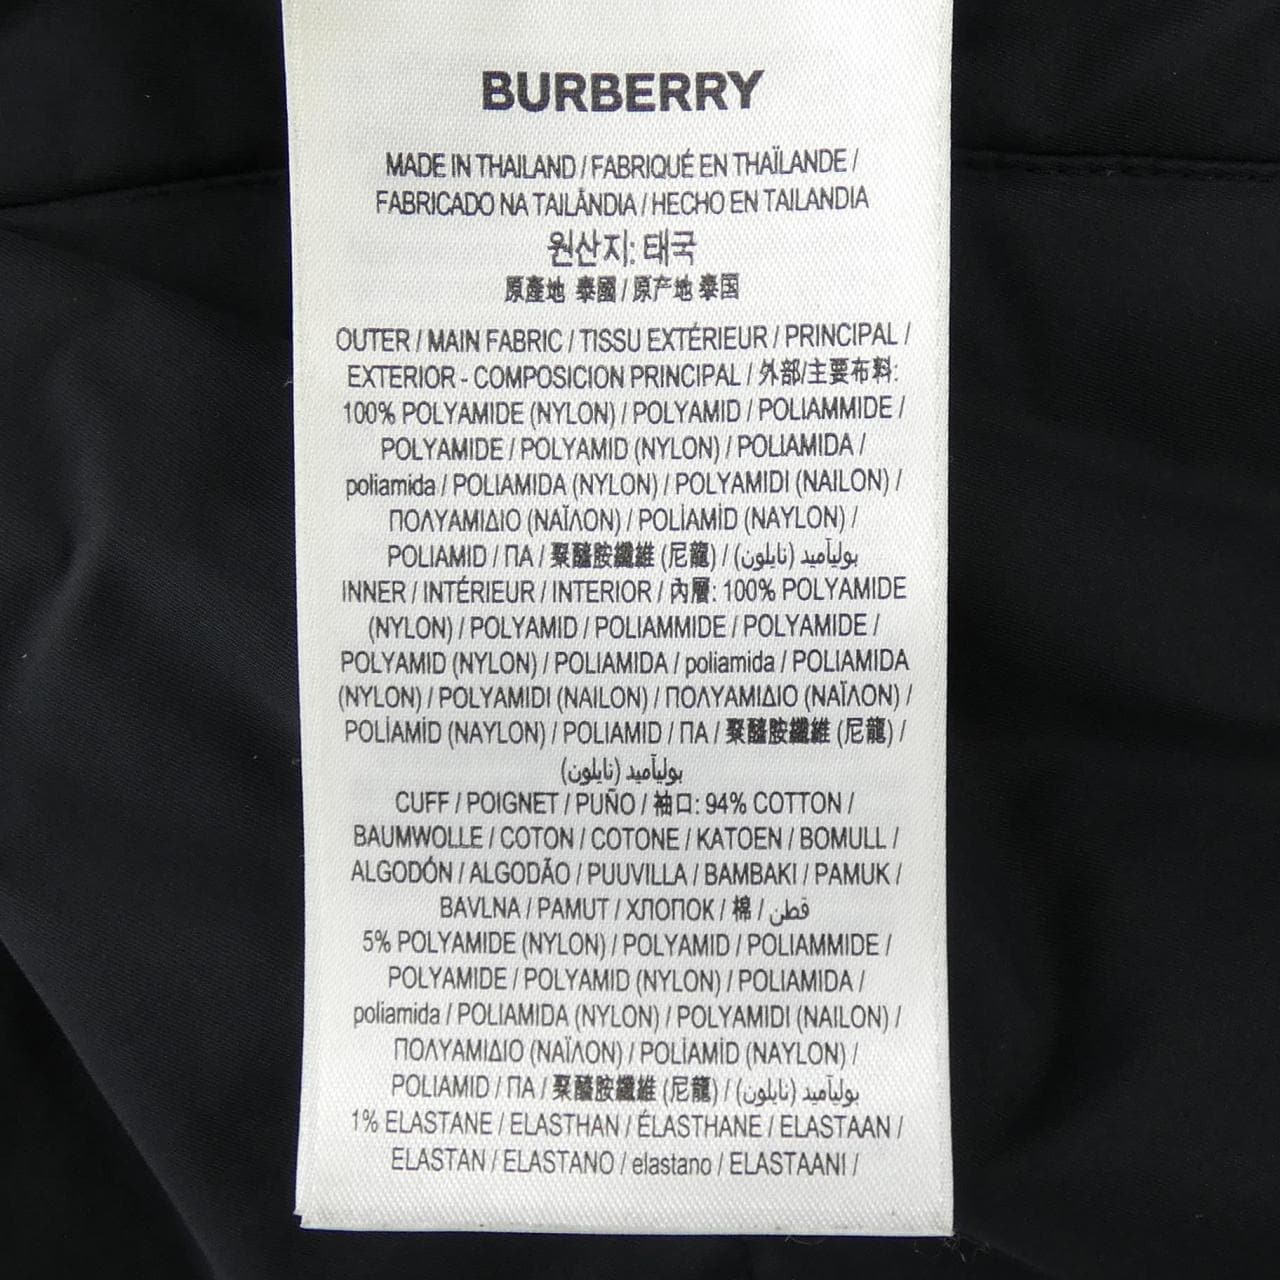 BURBERRY
MADE IN THAILAND / FABRIQUÉ EN THAÏLANDE /
FABRICADO NA TAILÂNDIA / HECHO EN TAILANDIA
원산지: 태국
原產地 泰國 / 原产地 泰国
OUTER / MAIN FABRIC / TISSU EXTÉRIEUR / PRINCIPAL /
EXTERIOR - COMPOSICION PRINCIPAL / 外部/主要布料:
100% POLYAMIDE (NYLON) / POLYAMID / POLIAMMIDE /
POLYAMIDE / POLYAMID (NYLON) / POLIAMIDA /
poliamida / POLIAMIDA (NYLON) / POLYAMIDI (NAILON) /
ΠΟΛΥΑΜΙΔΙΟ (ΝΑΪΛΟΝ) / POLİAMİD (NAYLON) /
POLIAMID / ПА / 聚醯胺纖維 (尼龍) / بوليآميد (نايلون)
INNER / INTÉRIEUR / INTERIOR / 內層: 100% POLYAMIDE
(NYLON) / POLYAMID / POLIAMMIDE / POLYAMIDE /
POLYAMID (NYLON) / POLIAMIDA / poliamida / POLIAMIDA
(NYLON) / POLYAMIDI (NAILON) / ΠΟΛΥΑΜΙΔΙΟ (ΝΑΪΛΟΝ) /
POLİAMİD (NAYLON) / POLIAMID / ПА / 聚醯胺纖維 (尼龍) /
بوليآميد (نايلون)
CUFF / POIGNET / PUÑO / 袖口: 94% COTTON /
BAUMWOLLE / COTON / COTONE / KATOEN / BOMULL /
ALGODÓN / ALGODÃO / PUUVILLA / BAMBAKI / PAMUK /
BAVLNA / PAMUT / ХЛОПОК / 棉 / قطن
5% POLYAMIDE (NYLON) / POLYAMID / POLIAMMIDE /
POLYAMIDE / POLYAMID (NYLON) / POLIAMIDA /
poliamida / POLIAMIDA (NYLON) / POLYAMIDI (NAILON) /
ΠΟΛΥΑΜΙΔΙΟ (ΝΑΪΛΟΝ) / POLİAMİD (NAYLON) /
POLIAMID / ПА / 聚醯胺纖維 (尼龍) / بوليآميد (نايلون)
1% ELASTANE / ELASTHAN / ÉLASTHANE / ELASTAAN /
ELASTAN / ELASTANO / elastano / ELASTAANI /